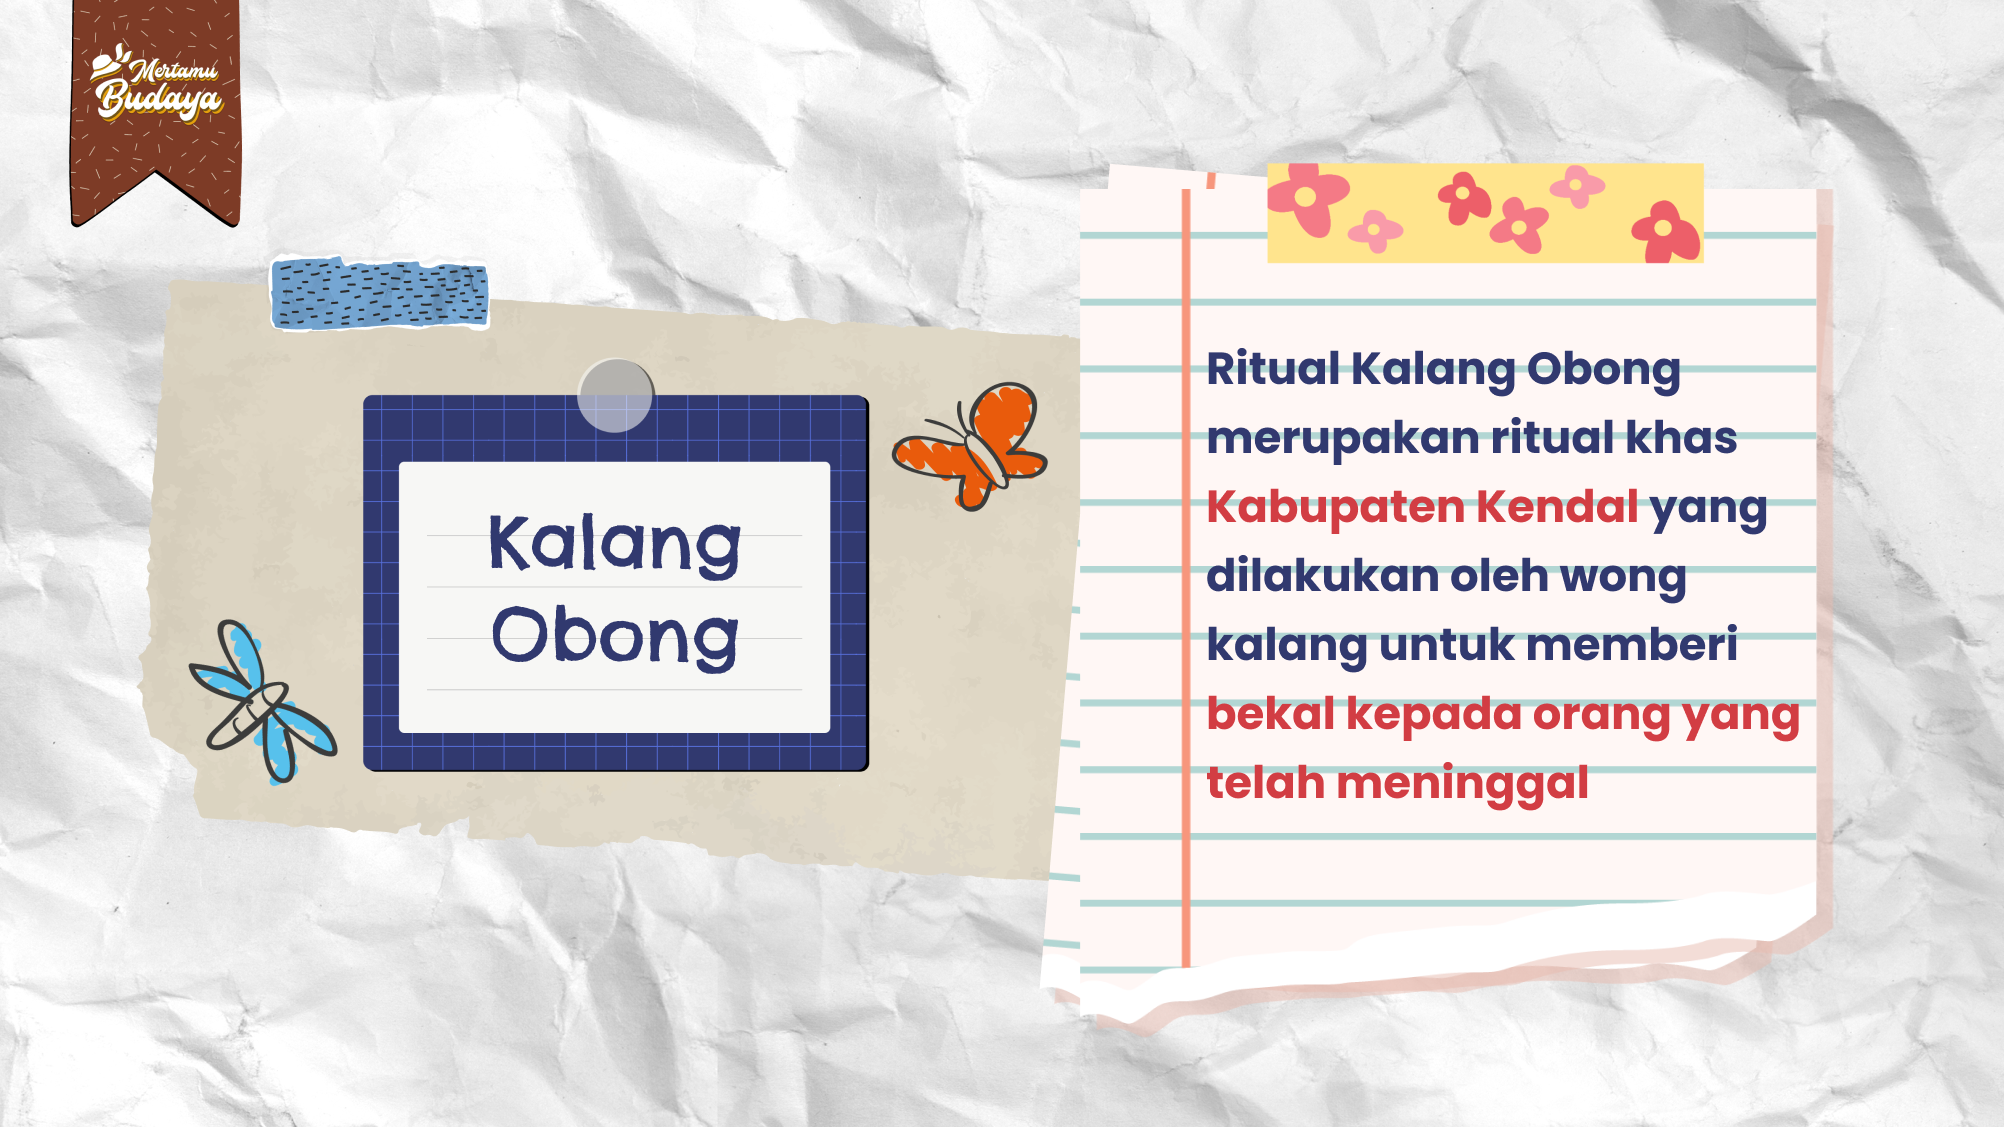 Mertamu
Budaya
Kalang
Obong
Ritual Kalang Obong
merupakan ritual khas
Kabupaten Kendal yang
dilakukan oleh wong
kalang untuk memberi
bekal kepada orang yang
telah meninggal